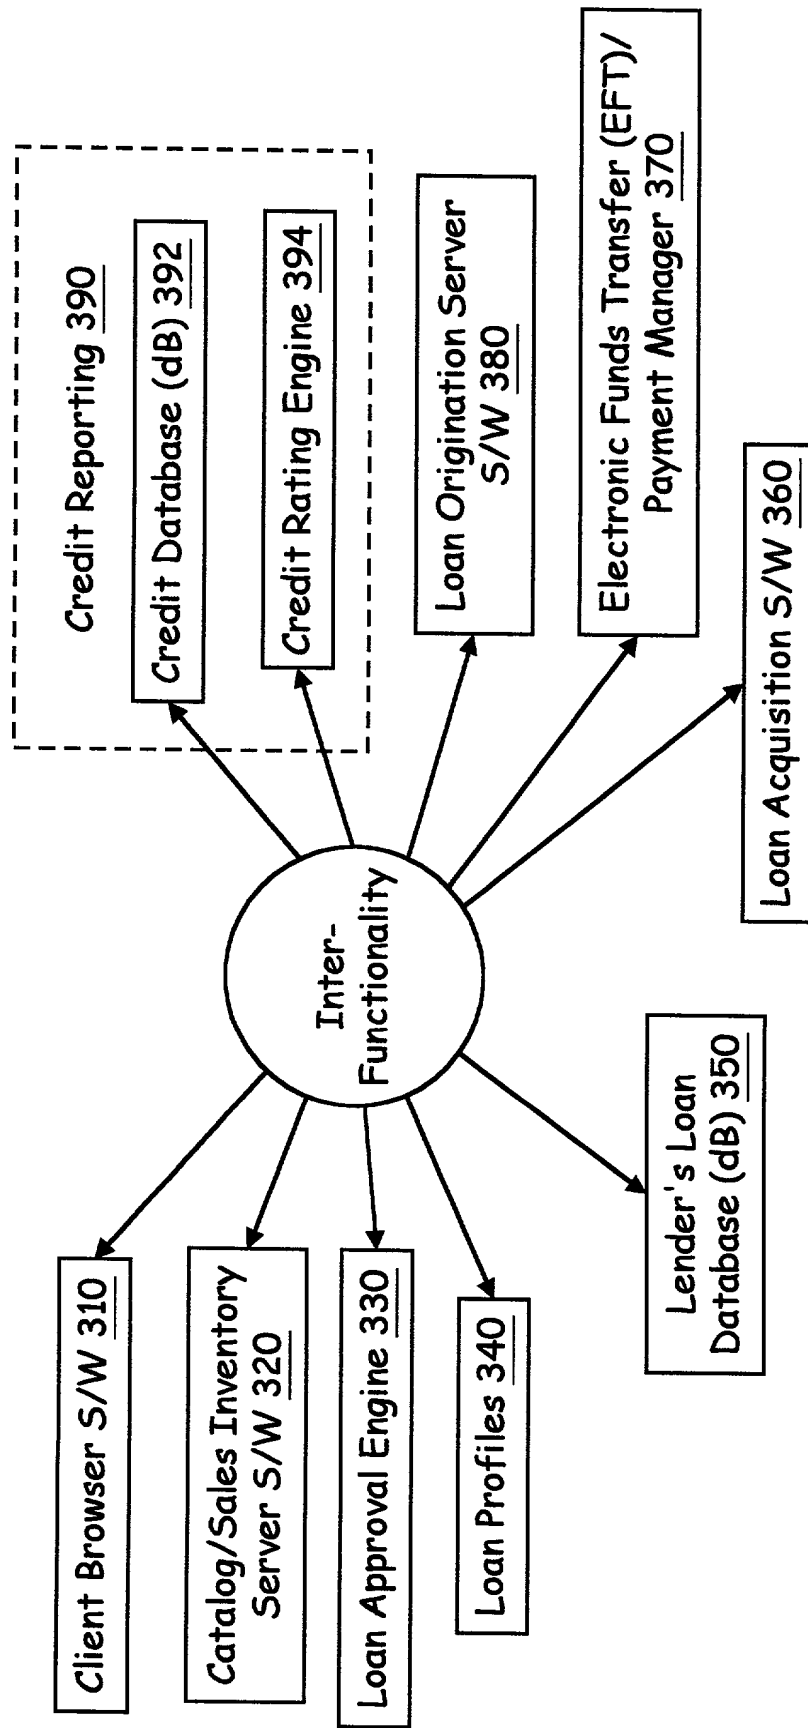 Client Browser S/W 310
Catalog/Sales Inventory
Server S/W 320
Loan Approval Engine 330
Loan Profiles 340
Lender's Loan
Database (dB) 350
Inter-
Functionality
Credit Reporting 390
Credit Database (dB) 392
Credit Rating Engine 394
Loan Origination Server
S/W 380
Electronic Funds Transfer (EFT)/
Payment Manager 370
Loan Acquisition S/W 360